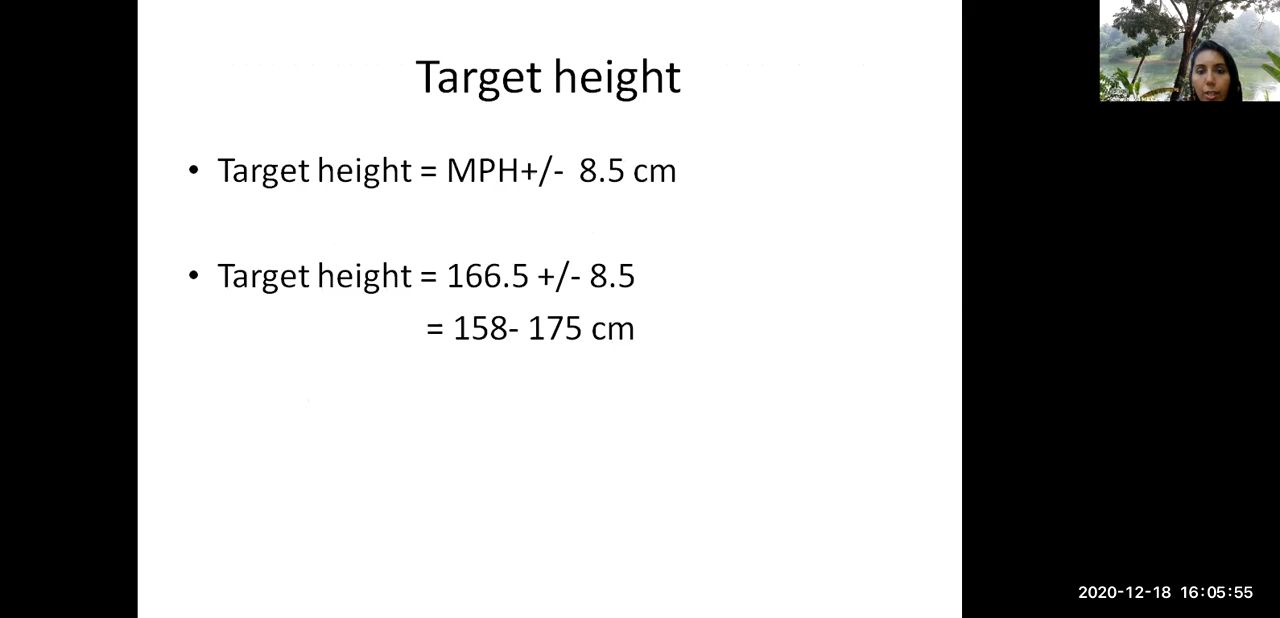 Target height
• Target height = MPH+/- 8.5 cm
• Target height = 166.5 +/- 8.5
= 158- 175 cm
2020-12-18 16:05:55